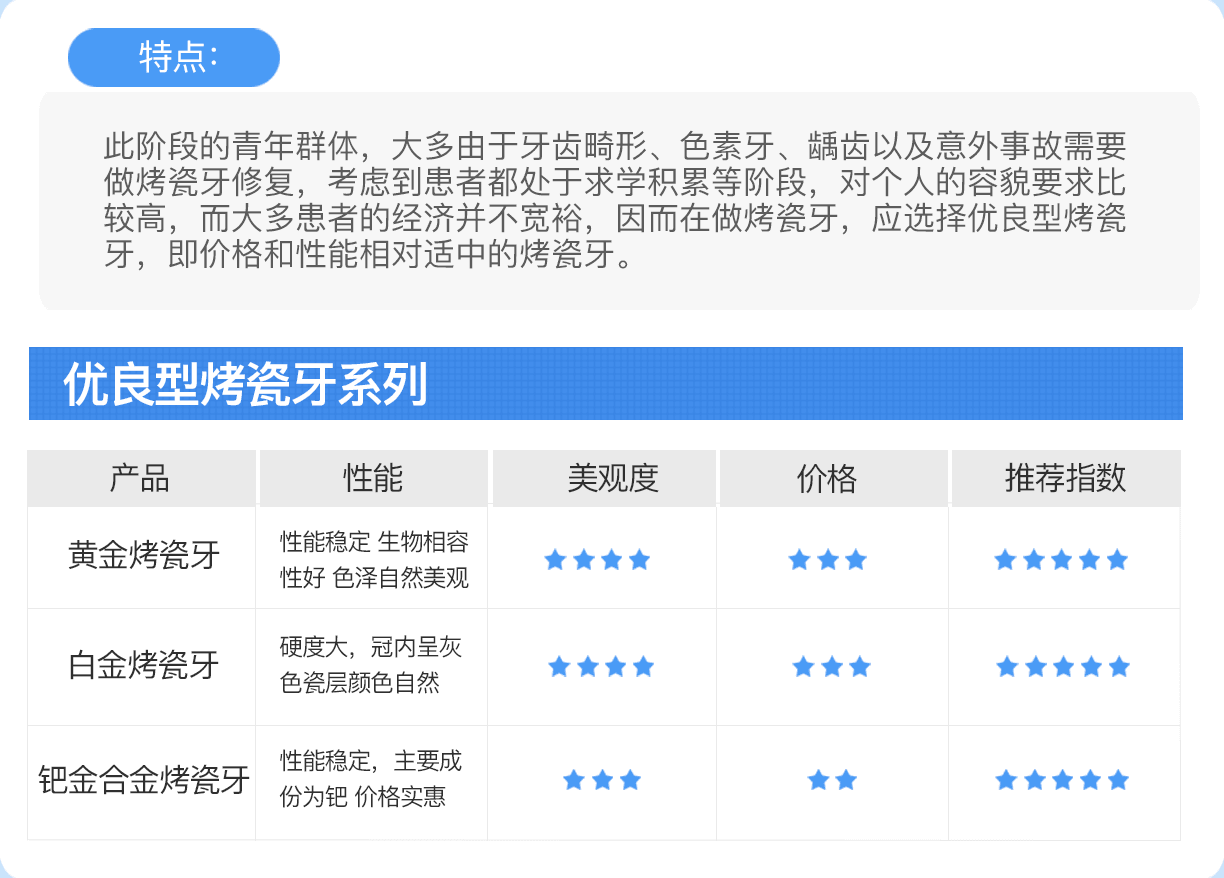 特点：
此阶段的青年群体，大多由于牙齿畸形、色素牙、龋齿以及意外事故需要
做烤瓷牙修复，考虑到患者都处于求学积累等阶段，对个人的容貌要求比
较高，而大多患者的经济并不宽裕，因而在做烤瓷牙，应选择优良型烤瓷
牙，即价格和性能相对适中的烤瓷牙。
优良型烤瓷牙系列
产品 性能 美观度 价格 推荐指数
黄金烤瓷牙
性能稳定 生物相容
性好 色泽自然美观
★★★★ ★★★ ★★★★★
白金烤瓷牙
硬度大，冠内呈灰
色瓷层颜色自然
★★★★ ★★★ ★★★★★
钯金合金烤瓷牙
性能稳定，主要成
份为钯 价格实惠
★★★ ★★ ★★★★★